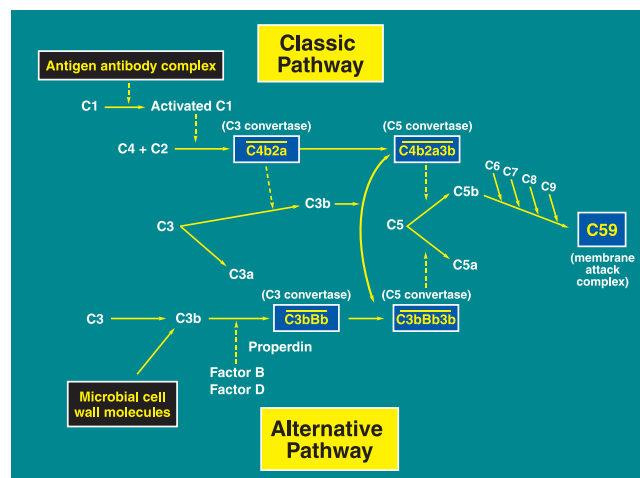 Classic
Pathway
Antigen antibody complex
C1
Activated C1
(C3 convertase)
(C5 convertase)
C4 + C2
C4b2a
C4b2a3b
C6
C7
C8
C9
C3b
C5b
C3
C5
C59
C3a
C5a
(membrane
attack
complex)
(C3 convertase)
(C5 convertase)
C3
C3b
C3bBb
C3bBb3b
Properdin
Factor B
Factor D
Microbial cell
wall molecules
Alternative
Pathway